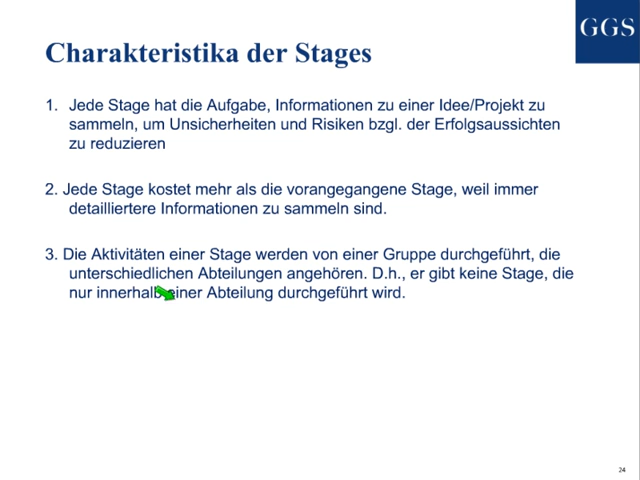 GGS
Charakteristika der Stages
1. Jede Stage hat die Aufgabe, Informationen zu einer Idee/Projekt zu
sammeln, um Unsicherheiten und Risiken bzgl. der Erfolgsaussichten
zu reduzieren
2. Jede Stage kostet mehr als die vorangegangene Stage, weil immer
detailliertere Informationen zu sammeln sind.
3. Die Aktivitäten einer Stage werden von einer Gruppe durchgeführt, die
unterschiedlichen Abteilungen angehören. D.h., er gibt keine Stage, die
nur innerhalb einer Abteilung durchgeführt wird.
24